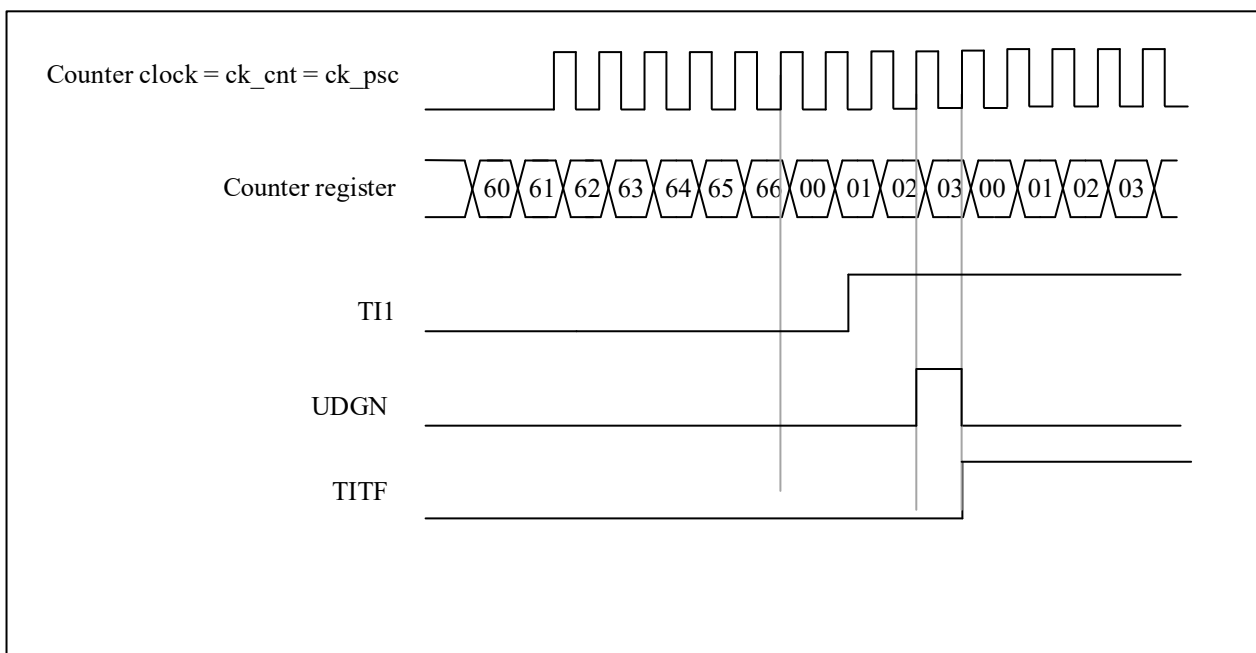 Counter clock = ck_cnt = ck_psc
Counter register
60 61 62 63 64 65 66 00 01 02 03 00 01 02 03
TI1
UDGN
TITF